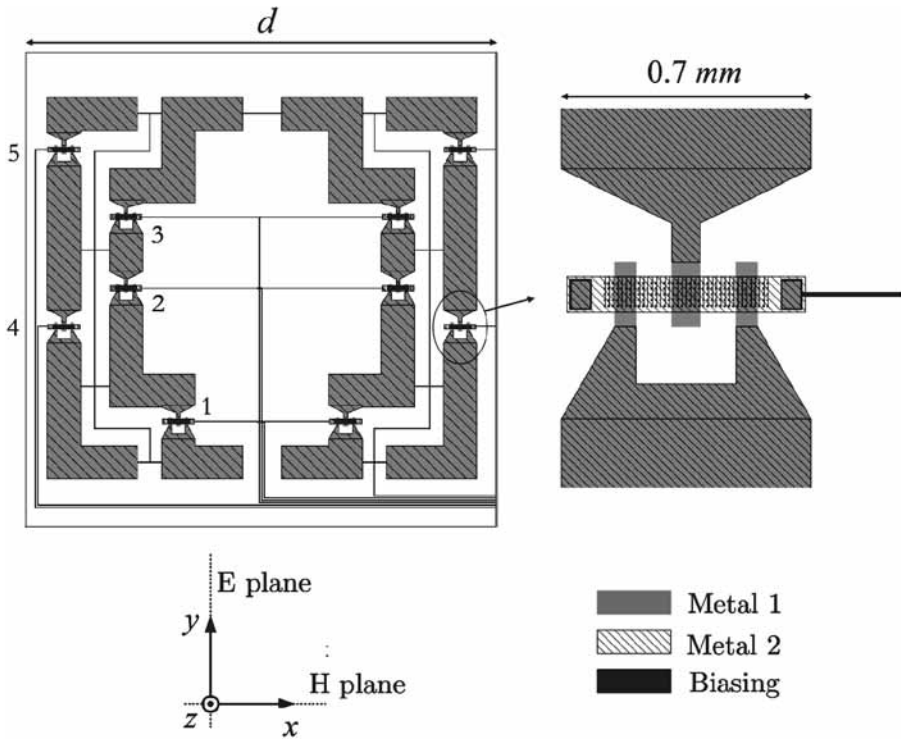 d
0.7 mm
5
3
2
4
1
E plane
y
H plane
z
x
Metal 1
Metal 2
Biasing